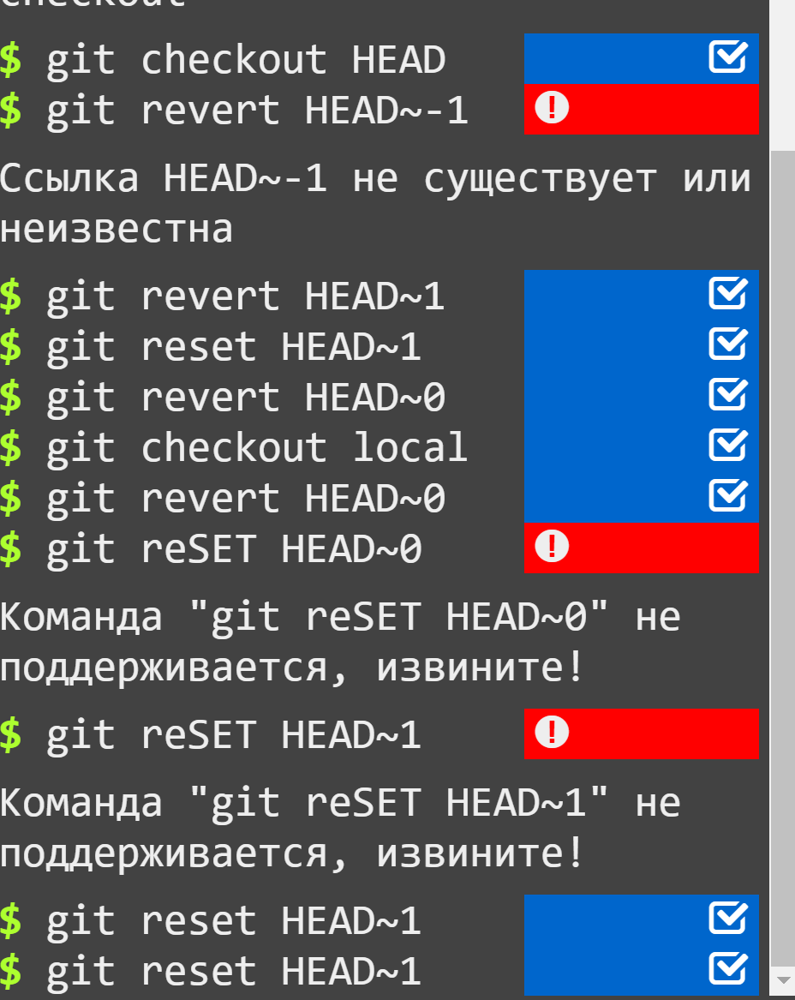 checkout
$ git checkout HEAD
$ git revert HEAD~-1
Ссылка HEAD~-1 не существует или
неизвестна
$ git revert HEAD~1
$ git reset HEAD~1
$ git revert HEAD~0
$ git checkout local
$ git revert HEAD~0
$ git reSET HEAD~0
Команда "git reSET HEAD~0" не
поддерживается, извините!
$ git reSET HEAD~1
Команда "git reSET HEAD~1" не
поддерживается, извините!
$ git reset HEAD~1
$ git reset HEAD~1